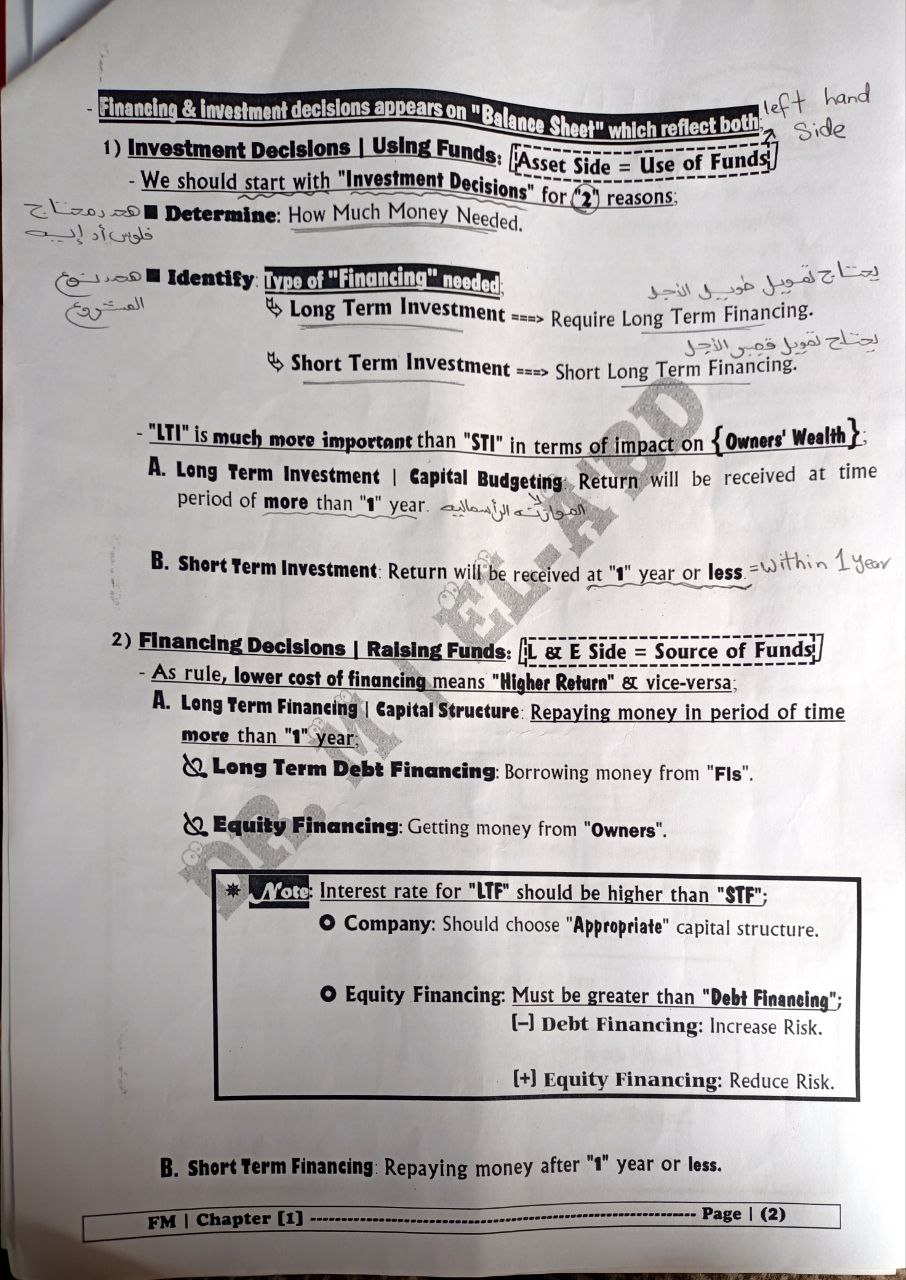 - Financing & investment decisions appears on "Balance Sheet" which reflect both; left hand side
1) Investment Decisions | Using Funds: [Asset Side = Use of Funds]
- We should start with "Investment Decisions" for "2" reasons;
■ Determine: How Much Money Needed.
هحدد محتاج
فلوس أد إيه
■ Identify: Type of "Financing" needed;
هحدد نوع
المشروع
يحتاج تمويل طويل الأجل
Long Term Investment ===> Require Long Term Financing.
يحتاج تمويل قصير الأجل
Short Term Investment ===> Short Long Term Financing.
- "LTI" is much more important than "STI" in terms of impact on {Owners' Wealth};
A. Long Term Investment | Capital Budgeting: Return will be received at time
period of more than "1" year. الموازنه الرأسماليه
B. Short Term Investment: Return will be received at "1" year or less. = within 1 year
2) Financing Decisions | Raising Funds: [L & E Side = Source of Funds]
- As rule, lower cost of financing means "Higher Return" & vice-versa;
A. Long Term Financing | Capital Structure: Repaying money in period of time
more than "1" year;
Long Term Debt Financing: Borrowing money from "FIs".
Equity Financing: Getting money from "Owners".
DR. M | EL-A'BD
* Note: Interest rate for "LTF" should be higher than "STF";
Company: Should choose "Appropriate" capital structure.
Equity Financing: Must be greater than "Debt Financing";
[–] Debt Financing: Increase Risk.
[+] Equity Financing: Reduce Risk.
B. Short Term Financing: Repaying money after "1" year or less.
FM | Chapter [1] ---------------------------------------- Page | (2)